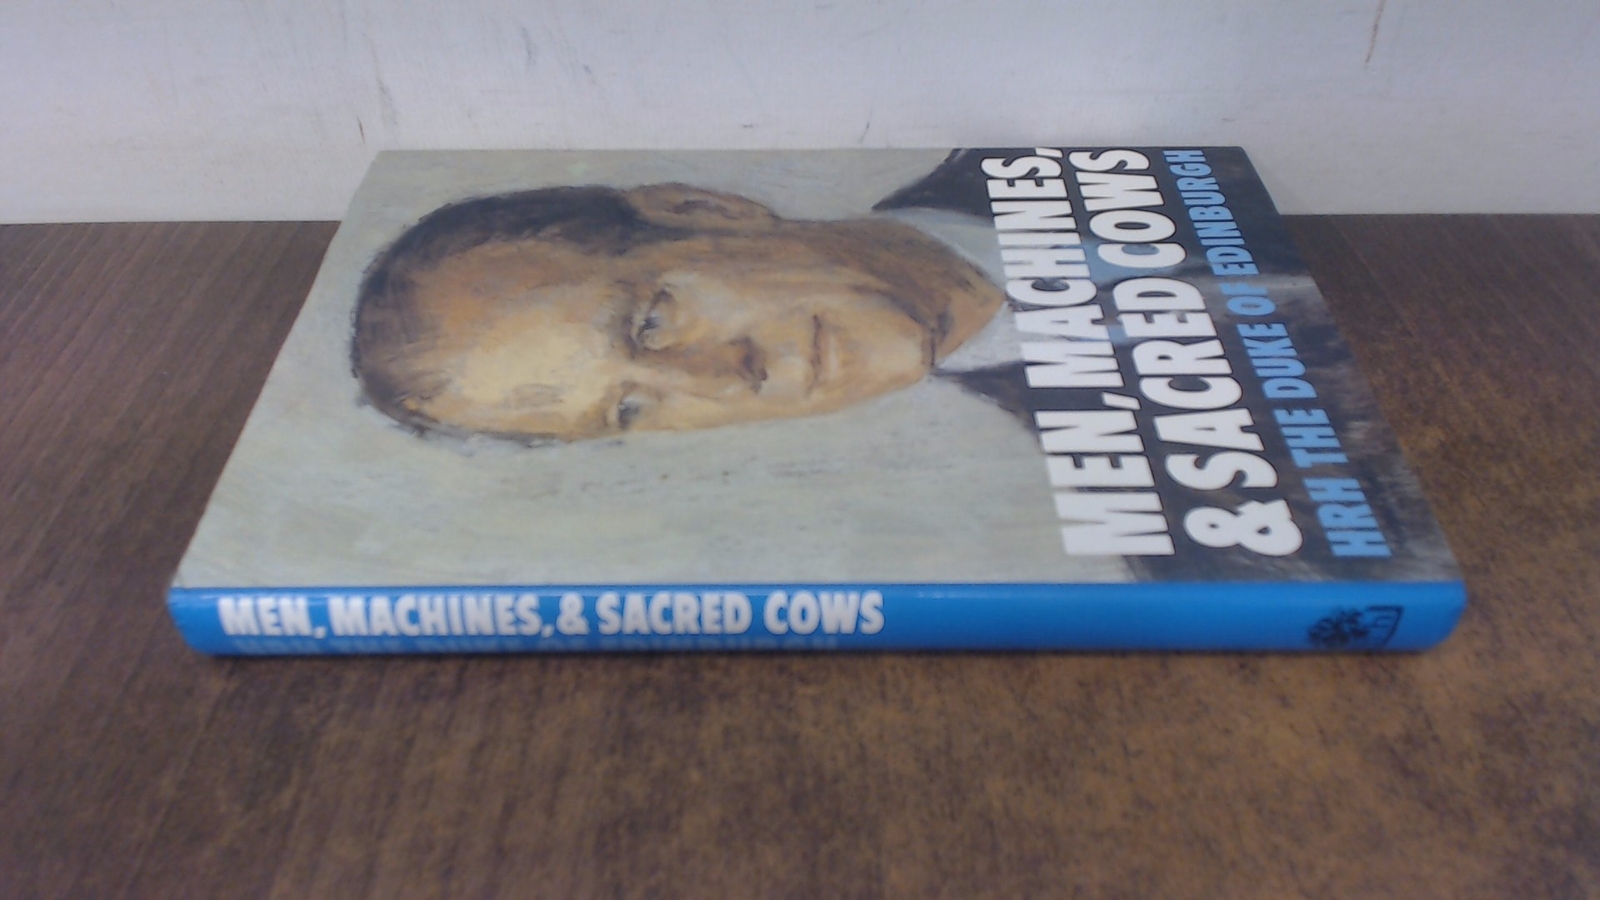 MEN, MACHINES,
& SACRED COWS
HRH THE DUKE OF EDINBURGH
MEN, MACHINES, & SACRED COWS